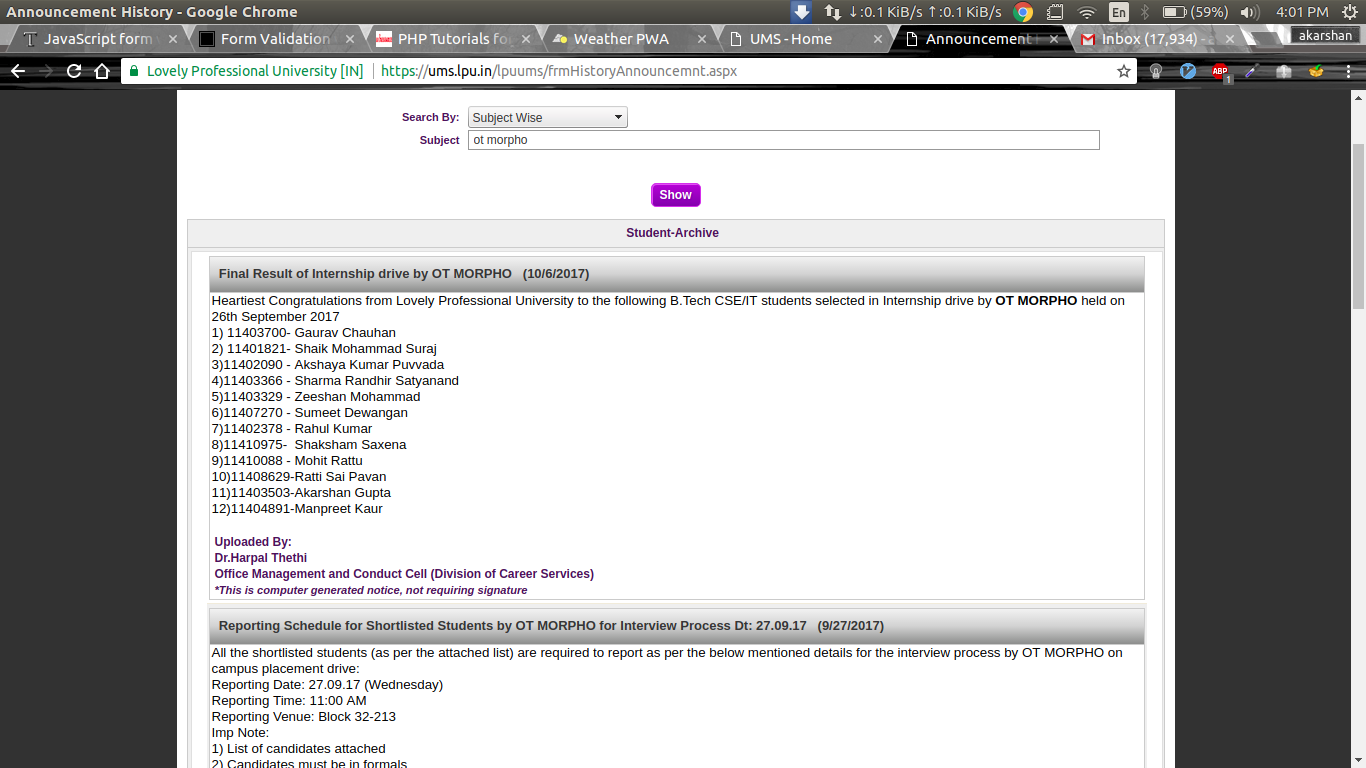 Announcement History - Google Chrome
↓:0.1 KiB/s ↑:0.1 KiB/s
En
(59%)
4:01 PM
JavaScript form
Form Validation
PHP Tutorials fo
Weather PWA
UMS - Home
Announcement
Inbox (17,934) -
akarshan
Lovely Professional University [IN]
https://ums.lpu.in/lpuums/frmHistoryAnnouncemnt.aspx
ABP
1
Search By:
Subject Wise
Subject
ot morpho
Show
Student-Archive
Final Result of Internship drive by OT MORPHO (10/6/2017)
Heartiest Congratulations from Lovely Professional University to the following B.Tech CSE/IT students selected in Internship drive by OT MORPHO held on
26th September 2017
1) 11403700- Gaurav Chauhan
2) 11401821- Shaik Mohammad Suraj
3)11402090 - Akshaya Kumar Puvvada
4)11403366 - Sharma Randhir Satyanand
5)11403329 - Zeeshan Mohammad
6)11407270 - Sumeet Dewangan
7)11402378 - Rahul Kumar
8)11410975-  Shaksham Saxena
9)11410088 - Mohit Rattu
10)11408629-Ratti Sai Pavan
11)11403503-Akarshan Gupta
12)11404891-Manpreet Kaur
Uploaded By:
Dr.Harpal Thethi
Office Management and Conduct Cell (Division of Career Services)
*This is computer generated notice, not requiring signature
Reporting Schedule for Shortlisted Students by OT MORPHO for Interview Process Dt: 27.09.17 (9/27/2017)
All the shortlisted students (as per the attached list) are required to report as per the below mentioned details for the interview process by OT MORPHO on
campus placement drive:
Reporting Date: 27.09.17 (Wednesday)
Reporting Time: 11:00 AM
Reporting Venue: Block 32-213
Imp Note:
1) List of candidates attached
2) Candidates must be in formals